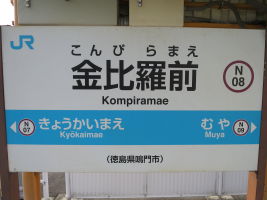 JR
こんぴらまえ
金比羅前
Kompiramae
N
08
N
07
きょうかいまえ
Kyōkaimae
むや
Muya
N
09
(徳島県鳴門市)